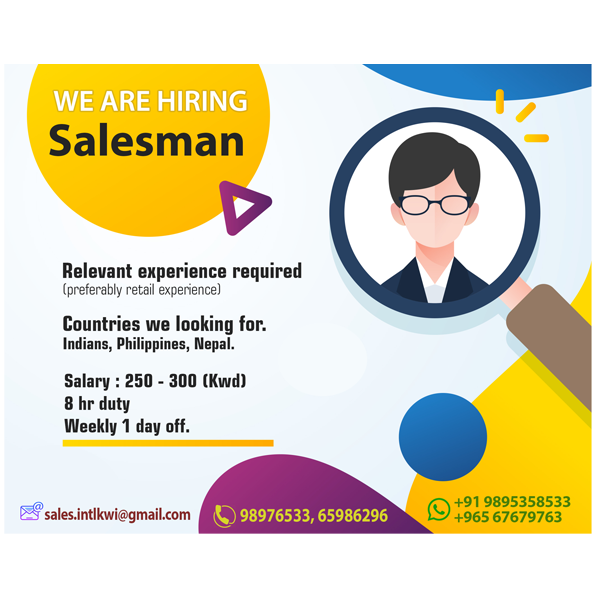 WE ARE HIRING
Salesman
Relevant experience required
(preferably retail experience)
Countries we looking for.
Indians, Philippines, Nepal.
Salary : 250 - 300 (Kwd)
8 hr duty
Weekly 1 day off.
sales.intlkwi@gmail.com
98976533, 65986296
+91 9895358533
+965 67679763